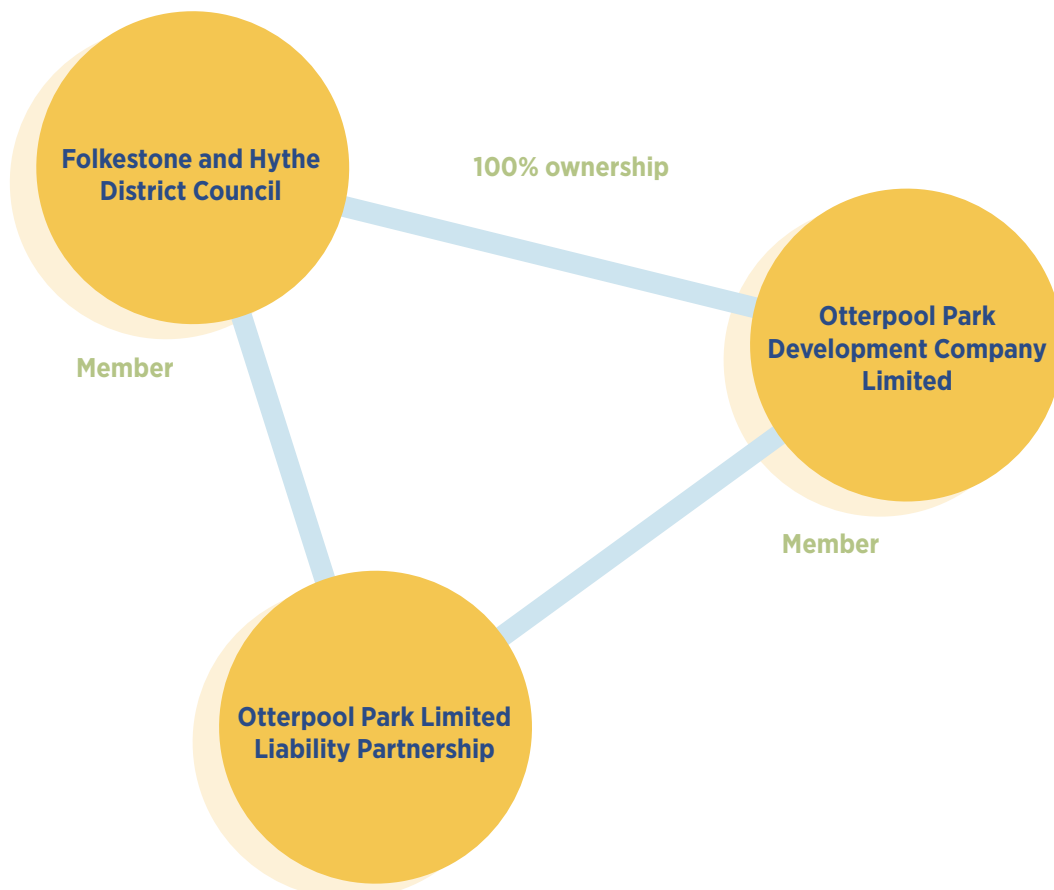 Folkestone and Hythe
District Council
100% ownership
Otterpool Park
Development Company
Limited
Member
Member
Otterpool Park Limited
Liability Partnership